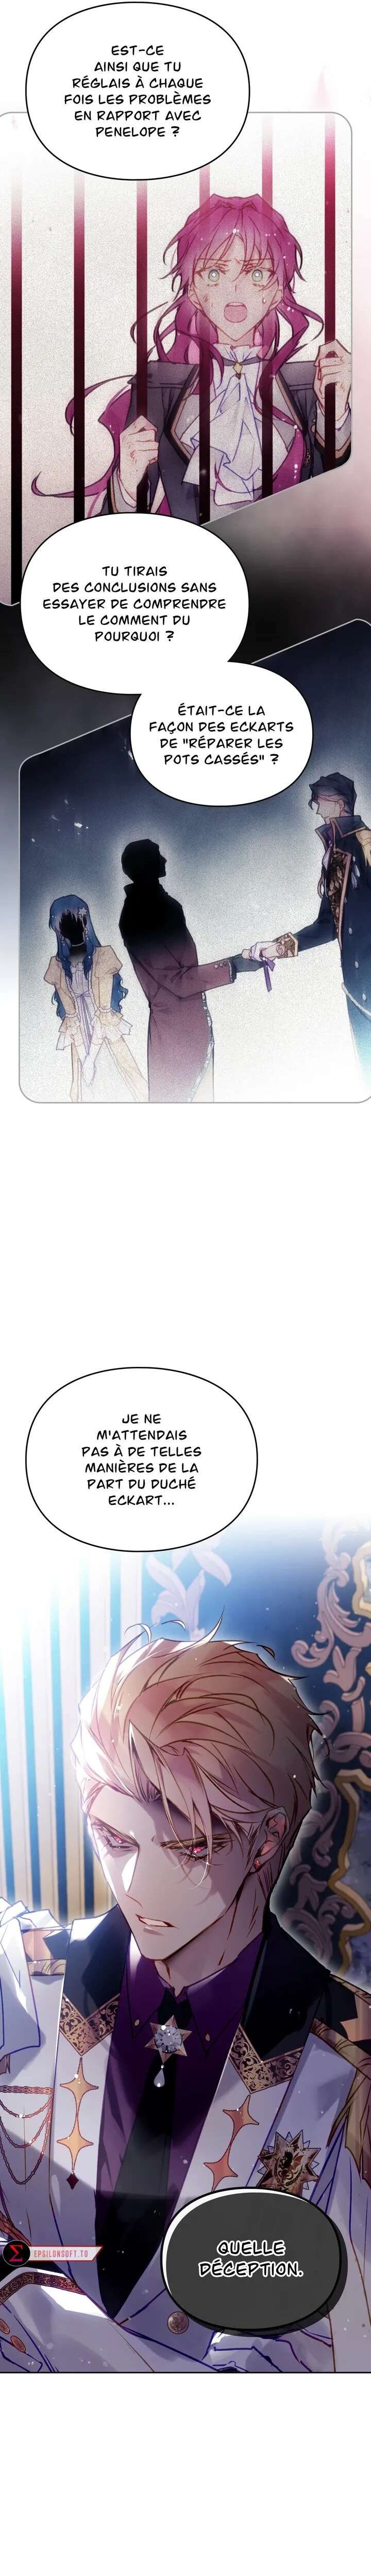 EST-CE
AINSI QUE TU
RÉGLAIS À CHAQUE
FOIS LES PROBLÈMES
EN RAPPORT AVEC
PENELOPE ?
TU TIRAIS
DES CONCLUSIONS SANS
ESSAYER DE COMPRENDRE
LE COMMENT DU
POURQUOI ?
ÉTAIT-CE LA
FAÇON DES ECKARTS
DE "RÉPARER LES
POTS CASSÉS" ?
JE NE
M'ATTENDAIS
PAS À DE TELLES
MANIÈRES DE LA
PART DU DUCHÉ
ECKART...
QUELLE
DÉCEPTION.
Σ EPSILONSOFT.TO